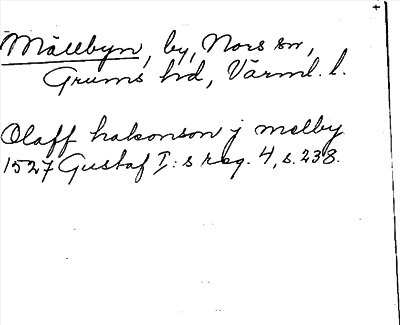 Mällbyn, by, Nors sn,
Grums hd, Värml. l.
Olaff hakonson j melby
1527 Gustaf I:s reg. 4, s. 238.